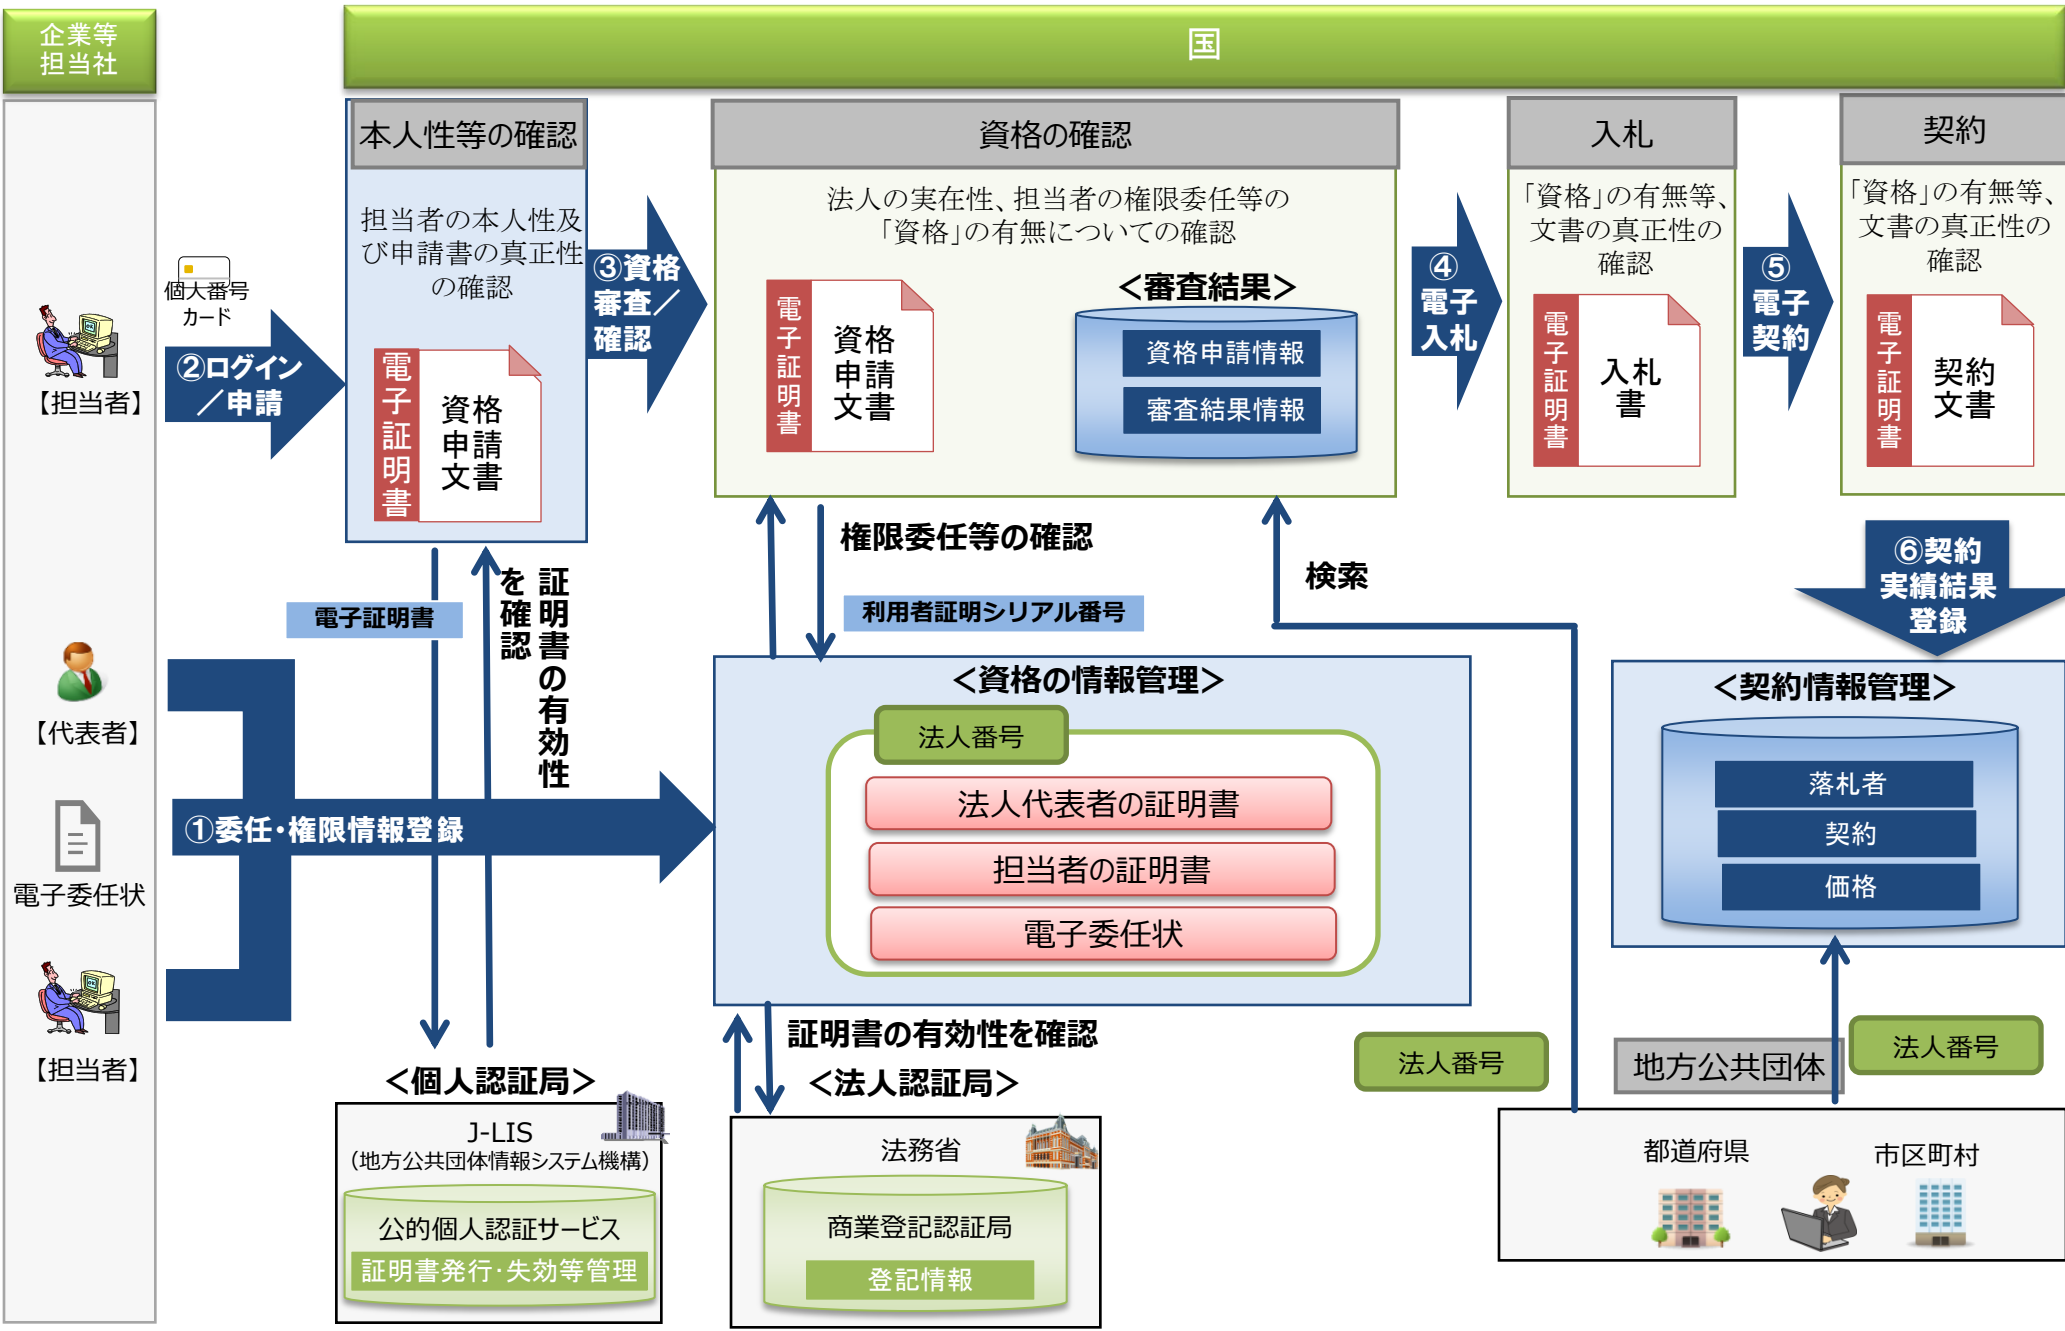 企業等
担当社
国
本人性等の確認
担当者の本人性及
び申請書の真正性
の確認
電子証明書
資格
申請
文書
資格の確認
法人の実在性、担当者の権限委任等の
「資格」の有無についての確認
電子証明書
資格
申請
文書
＜審査結果＞
資格申請情報
審査結果情報
入札
「資格」の有無等、
文書の真正性の
確認
電子証明書
入札
書
契約
「資格」の有無等、
文書の真正性の
確認
電子証明書
契約
文書
個人番号
カード
【担当者】
②ログイン
／申請
③資格
審査／
確認
④
電子
入札
⑤
電子
契約
⑥契約
実績結果
登録
電子証明書
証明書の有効性
を確認
権限委任等の確認
利用者証明シリアル番号
検索
【代表者】
電子委任状
【担当者】
①委任・権限情報登録
＜資格の情報管理＞
法人番号
法人代表者の証明書
担当者の証明書
電子委任状
＜契約情報管理＞
落札者
契約
価格
証明書の有効性を確認
＜個人認証局＞
J-LIS
（地方公共団体情報システム機構）
公的個人認証サービス
証明書発行・失効等管理
＜法人認証局＞
法務省
商業登記認証局
登記情報
法人番号
地方公共団体
法人番号
都道府県
市区町村